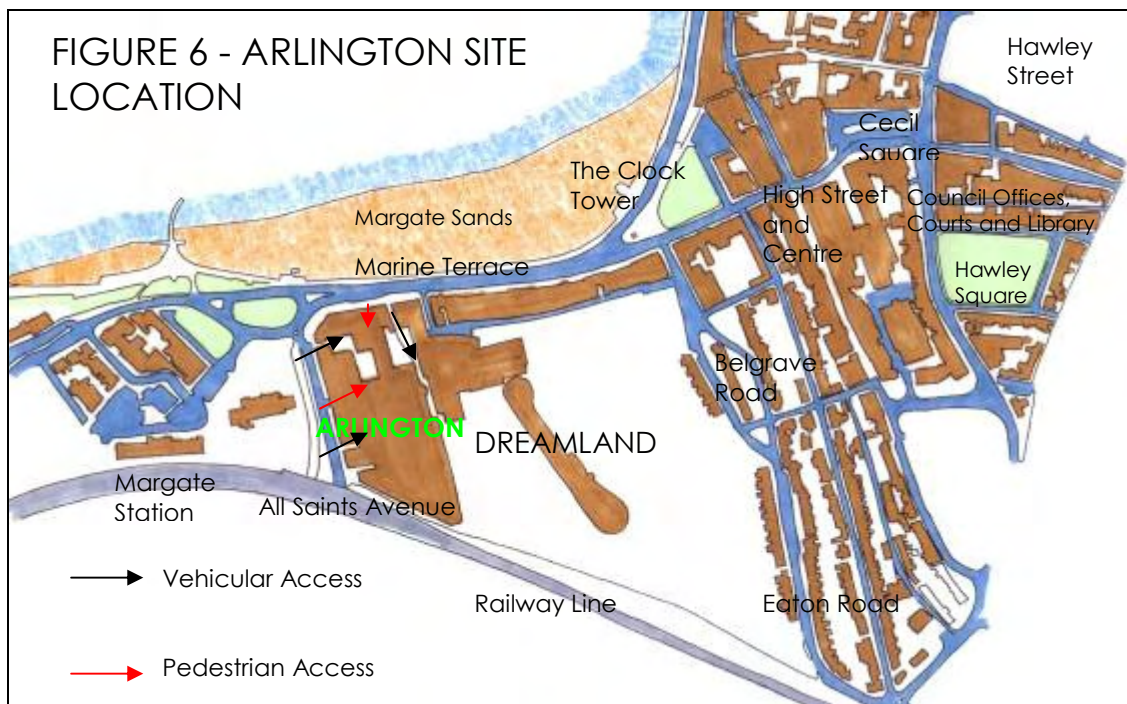 FIGURE 6 - ARLINGTON SITE
LOCATION
Hawley
Street
Cecil
Square
The Clock
Tower
Margate Sands
High Street
and
Centre
Council Offices,
Courts and Library
Marine Terrace
Hawley
Square
Belgrave
Road
ARLINGTON
DREAMLAND
Margate
Station
All Saints Avenue
Vehicular Access
Railway Line
Eaton Road
Pedestrian Access